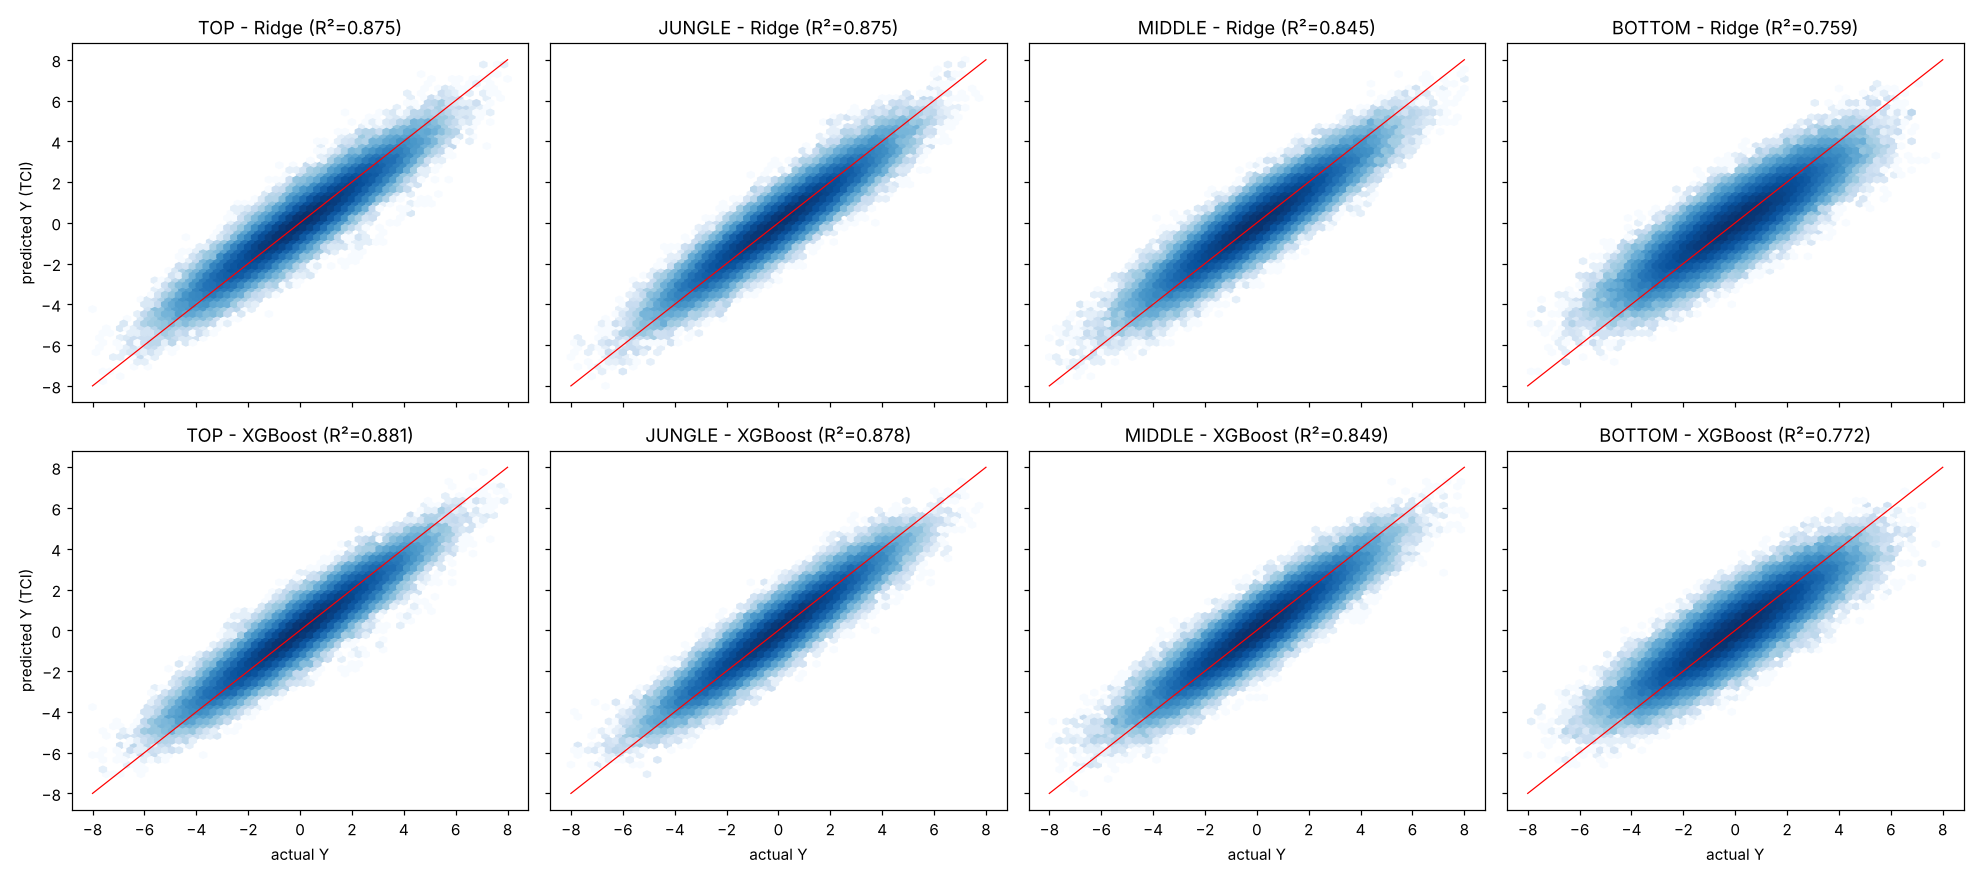 TOP - Ridge (R²=0.875)
JUNGLE - Ridge (R²=0.875)
MIDDLE - Ridge (R²=0.845)
BOTTOM - Ridge (R²=0.759)
8
6
4
2
0
−2
−4
−6
−8
predicted Y (TCI)
TOP - XGBoost (R²=0.881)
JUNGLE - XGBoost (R²=0.878)
MIDDLE - XGBoost (R²=0.849)
BOTTOM - XGBoost (R²=0.772)
8
6
4
2
0
−2
−4
−6
−8
predicted Y (TCI)
−8 −6 −4 −2 0 2 4 6 8
−8 −6 −4 −2 0 2 4 6 8
−8 −6 −4 −2 0 2 4 6 8
−8 −6 −4 −2 0 2 4 6 8
actual Y
actual Y
actual Y
actual Y